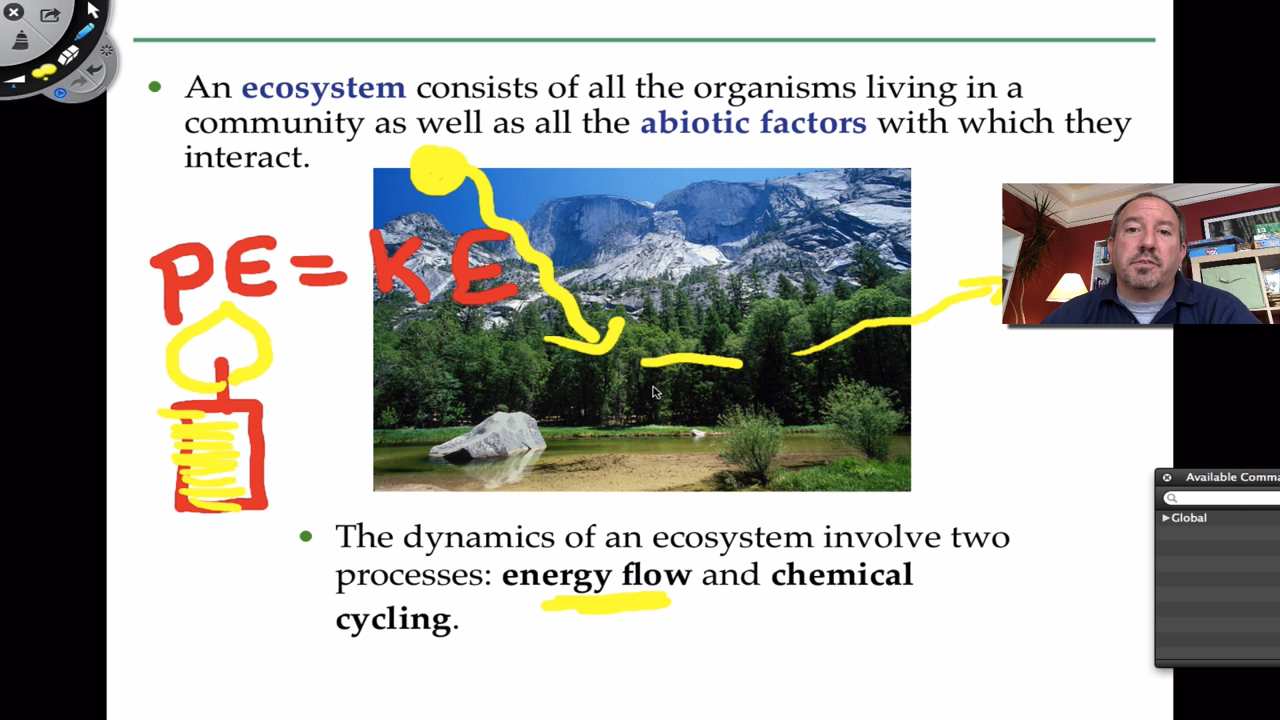 • An ecosystem consists of all the organisms living in a
community as well as all the abiotic factors with which they
interact.
PE = KE
• The dynamics of an ecosystem involve two
processes: energy flow and chemical
cycling.
Available Comma
Global